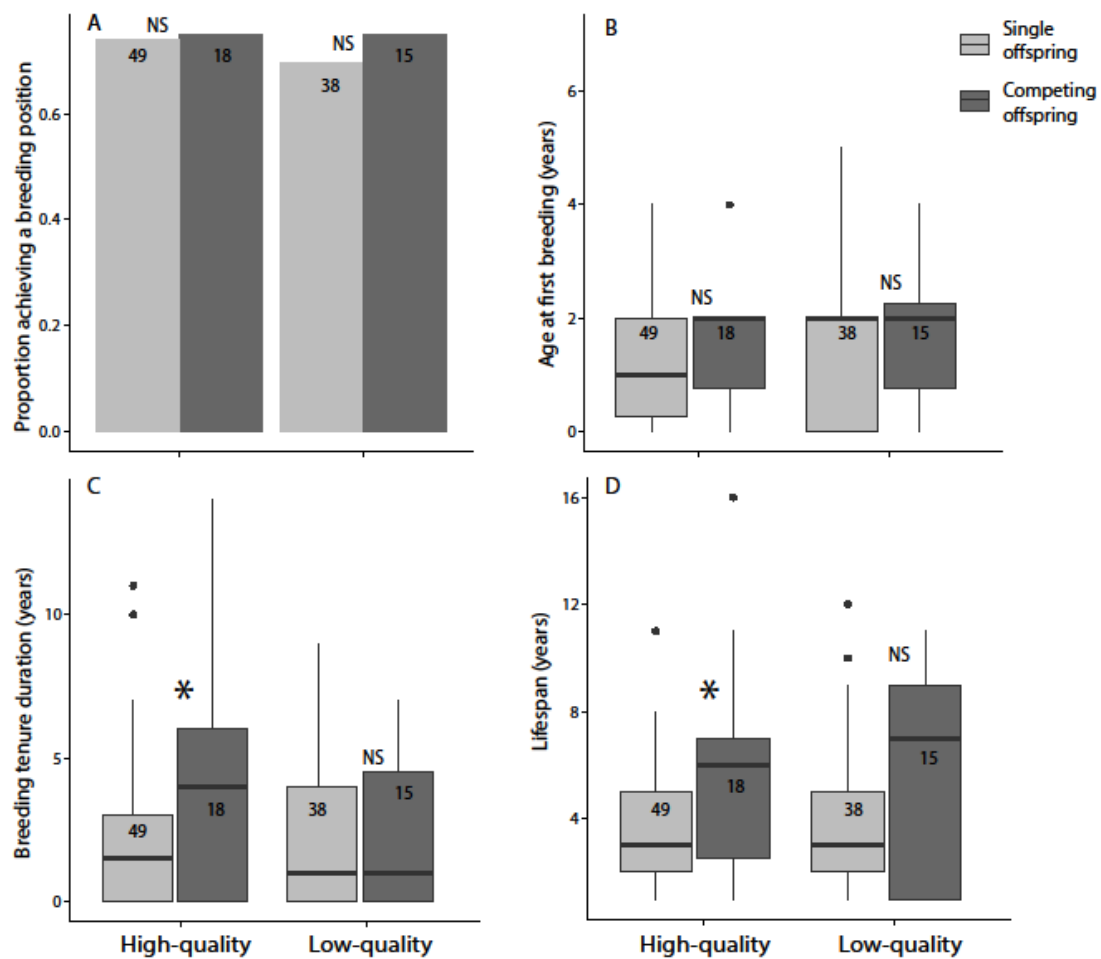 A
NS
NS
49
18
38
15
Proportion achieving a breeding position
0.6
0.4
0.2
0.0
B
Single
offspring
Competing
offspring
Age at first breeding (years)
6
4
2
0
NS
NS
49
18
38
15
C
Breeding tenure duration (years)
10
5
0
*
NS
49
18
38
15
High-quality
Low-quality
D
Lifespan (years)
16
12
8
4
*
NS
49
18
38
15
High-quality
Low-quality